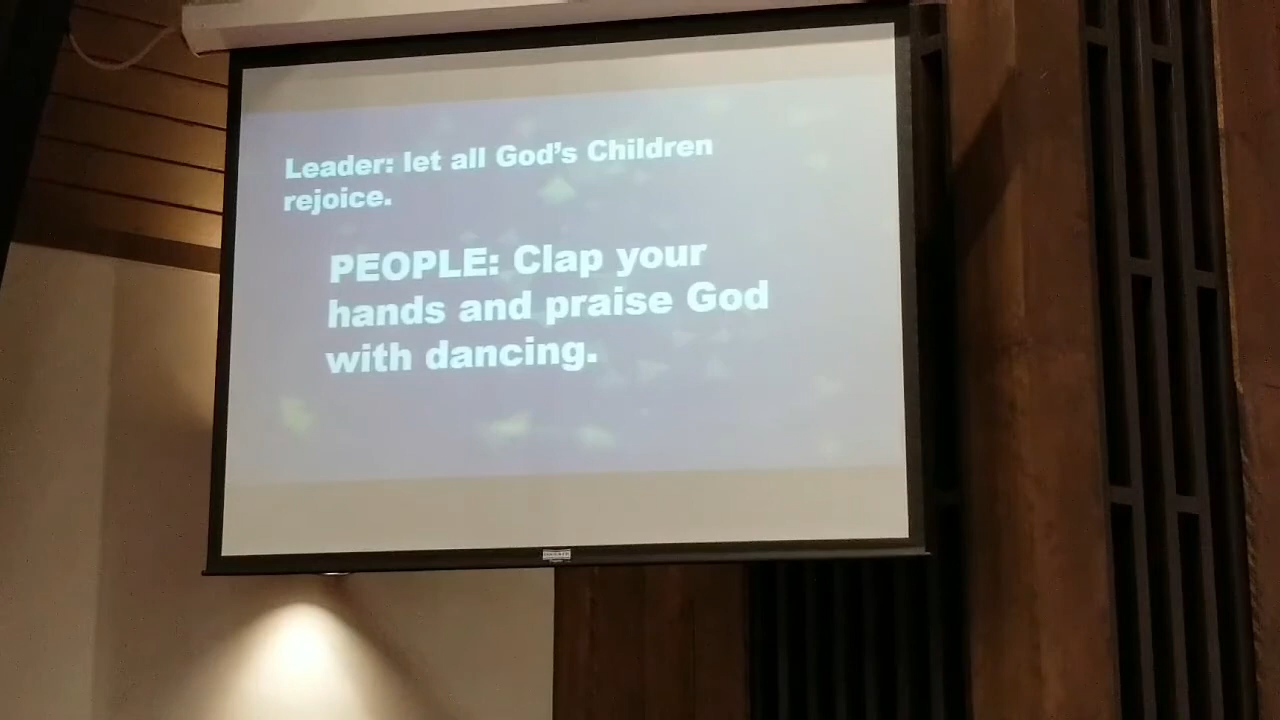 Leader: let all God's Children
rejoice.
PEOPLE: Clap your
hands and praise God
with dancing.